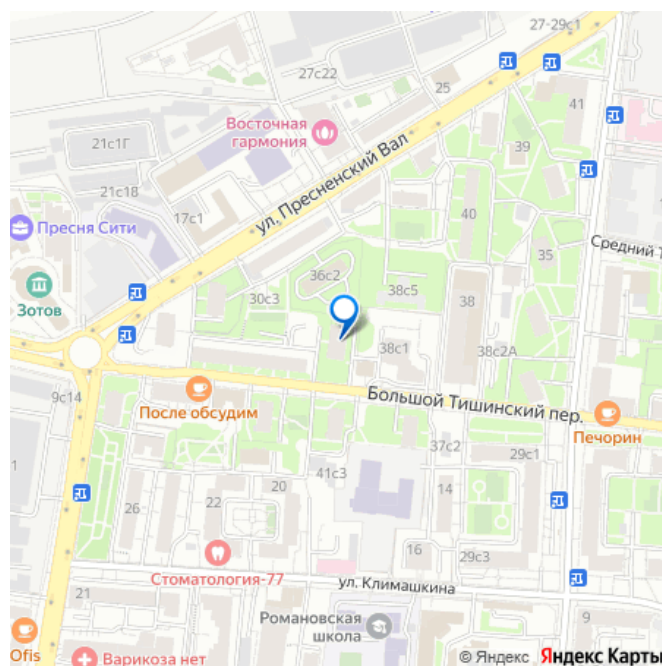 27-29с1
27с22
25
41
Восточная
гармония
21с1Г
39
ул. Пресненский Вал
21с18
17с1
40
Пресня Сити
Средний Т
35
36с2
Зотов
30с3
38с5
38
38с1
38с2А
9с14
После обсудим
Большой Тишинский пер.
Печорин
37с2
29с1
41с3
1
20
14
22
26
16
29с3
Стоматология-77
ул. Климашкина
21
Романовская
школа
9
Ofis
Варикоза нет
© Яндекс Яндекс Карты